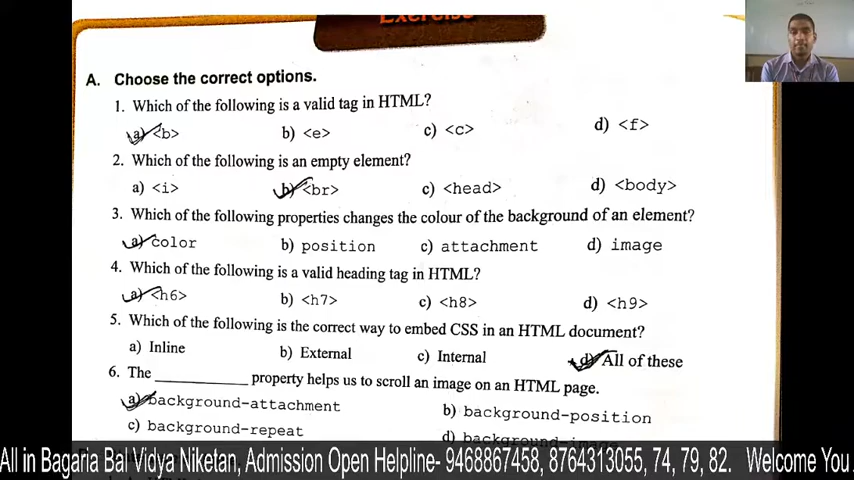 Exercise
A. Choose the correct options.
1. Which of the following is a valid tag in HTML?
a) <b> b) <e> c) <c> d) <f>
2. Which of the following is an empty element?
a) <i> b) <br> c) <head> d) <body>
3. Which of the following properties changes the colour of the background of an element?
a) color b) position c) attachment d) image
4. Which of the following is a valid heading tag in HTML?
a) <h6> b) <h7> c) <h8> d) <h9>
5. Which of the following is the correct way to embed CSS in an HTML document?
a) Inline b) External c) Internal d) All of these
6. The ____________ property helps us to scroll an image on an HTML page.
a) background-attachment b) background-position
c) background-repeat d) background-image
All in Bagaria Bal Vidya Niketan, Admission Open Helpline- 9468867458, 8764313055, 74, 79, 82. Welcome You